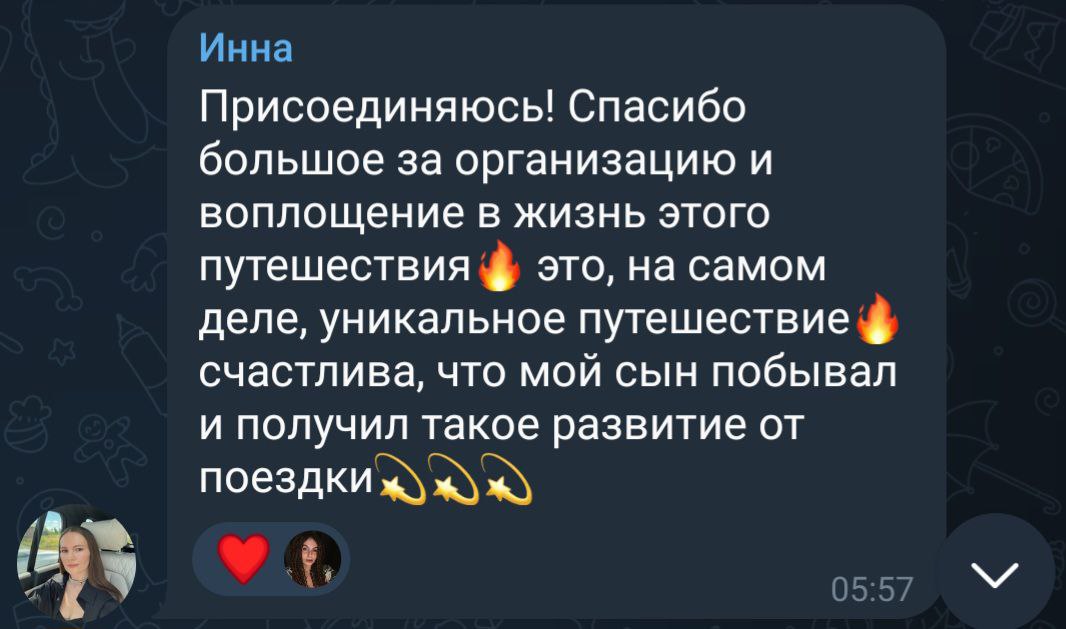 Инна
Присоединяюсь! Спасибо
большое за организацию и
воплощение в жизнь этого
путешествия🔥 это, на самом
деле, уникальное путешествие🔥
счастлива, что мой сын побывал
и получил такое развитие от
поездки💫💫💫
❤️
05:57